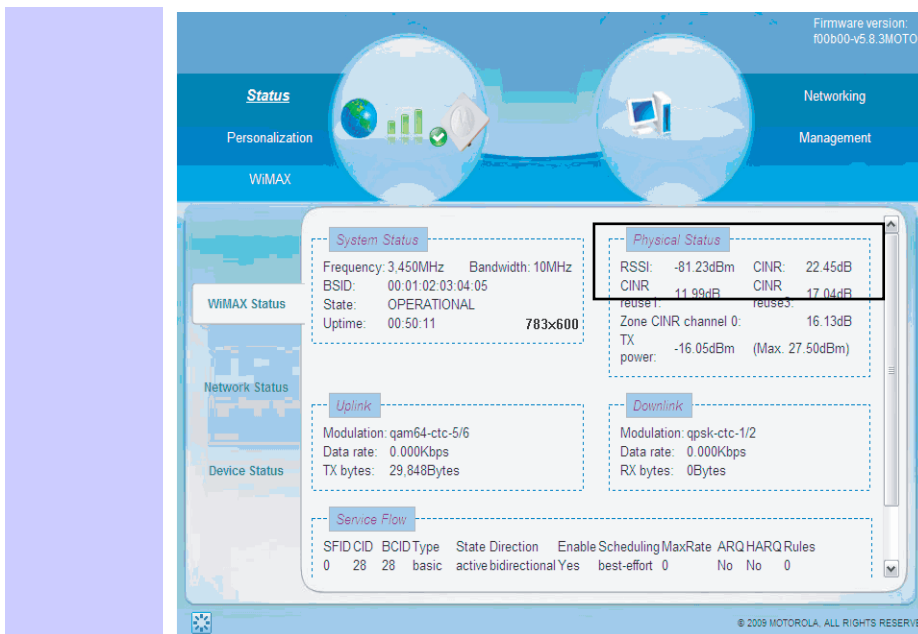 Firmware version:
f00b00-v5.8.3MOTO
Status
Networking
Personalization
Management
WiMAX
WiMAX Status
Network Status
Device Status
System Status
Frequency: 3,450MHz Bandwidth: 10MHz
BSID: 00:01:02:03:04:05
State: OPERATIONAL
Uptime: 00:50:11 783x600
Physical Status
RSSI: -81.23dBm CINR: 22.45dB
CINR reuse1: 11.99dB CINR reuse3: 17.04dB
Zone CINR channel 0: 16.13dB
TX power: -16.05dBm (Max. 27.50dBm)
Uplink
Modulation: qam64-ctc-5/6
Data rate: 0.000Kbps
TX bytes: 29,848Bytes
Downlink
Modulation: qpsk-ctc-1/2
Data rate: 0.000Kbps
RX bytes: 0Bytes
Service Flow
SFID CID BCID Type State Direction Enable Scheduling MaxRate ARQ HARQ Rules
0 28 28 basic active bidirectional Yes best-effort 0 No No 0
© 2009 MOTOROLA, ALL RIGHTS RESERVE